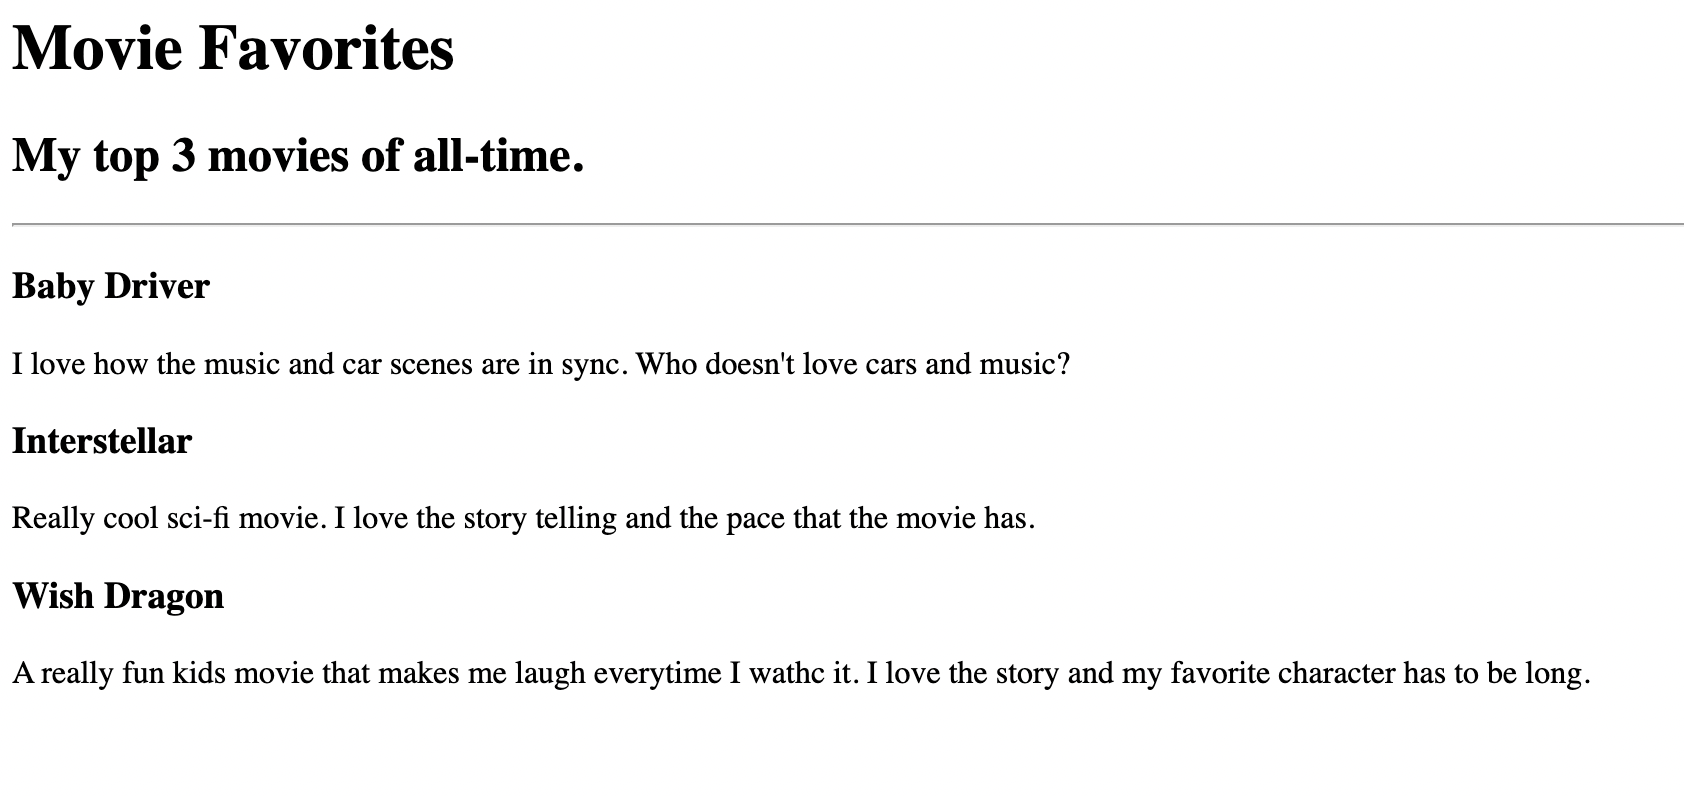 Movie Favorites
My top 3 movies of all-time.
Baby Driver
I love how the music and car scenes are in sync. Who doesn't love cars and music?
Interstellar
Really cool sci-fi movie. I love the story telling and the pace that the movie has.
Wish Dragon
A really fun kids movie that makes me laugh everytime I wathc it. I love the story and my favorite character has to be long.